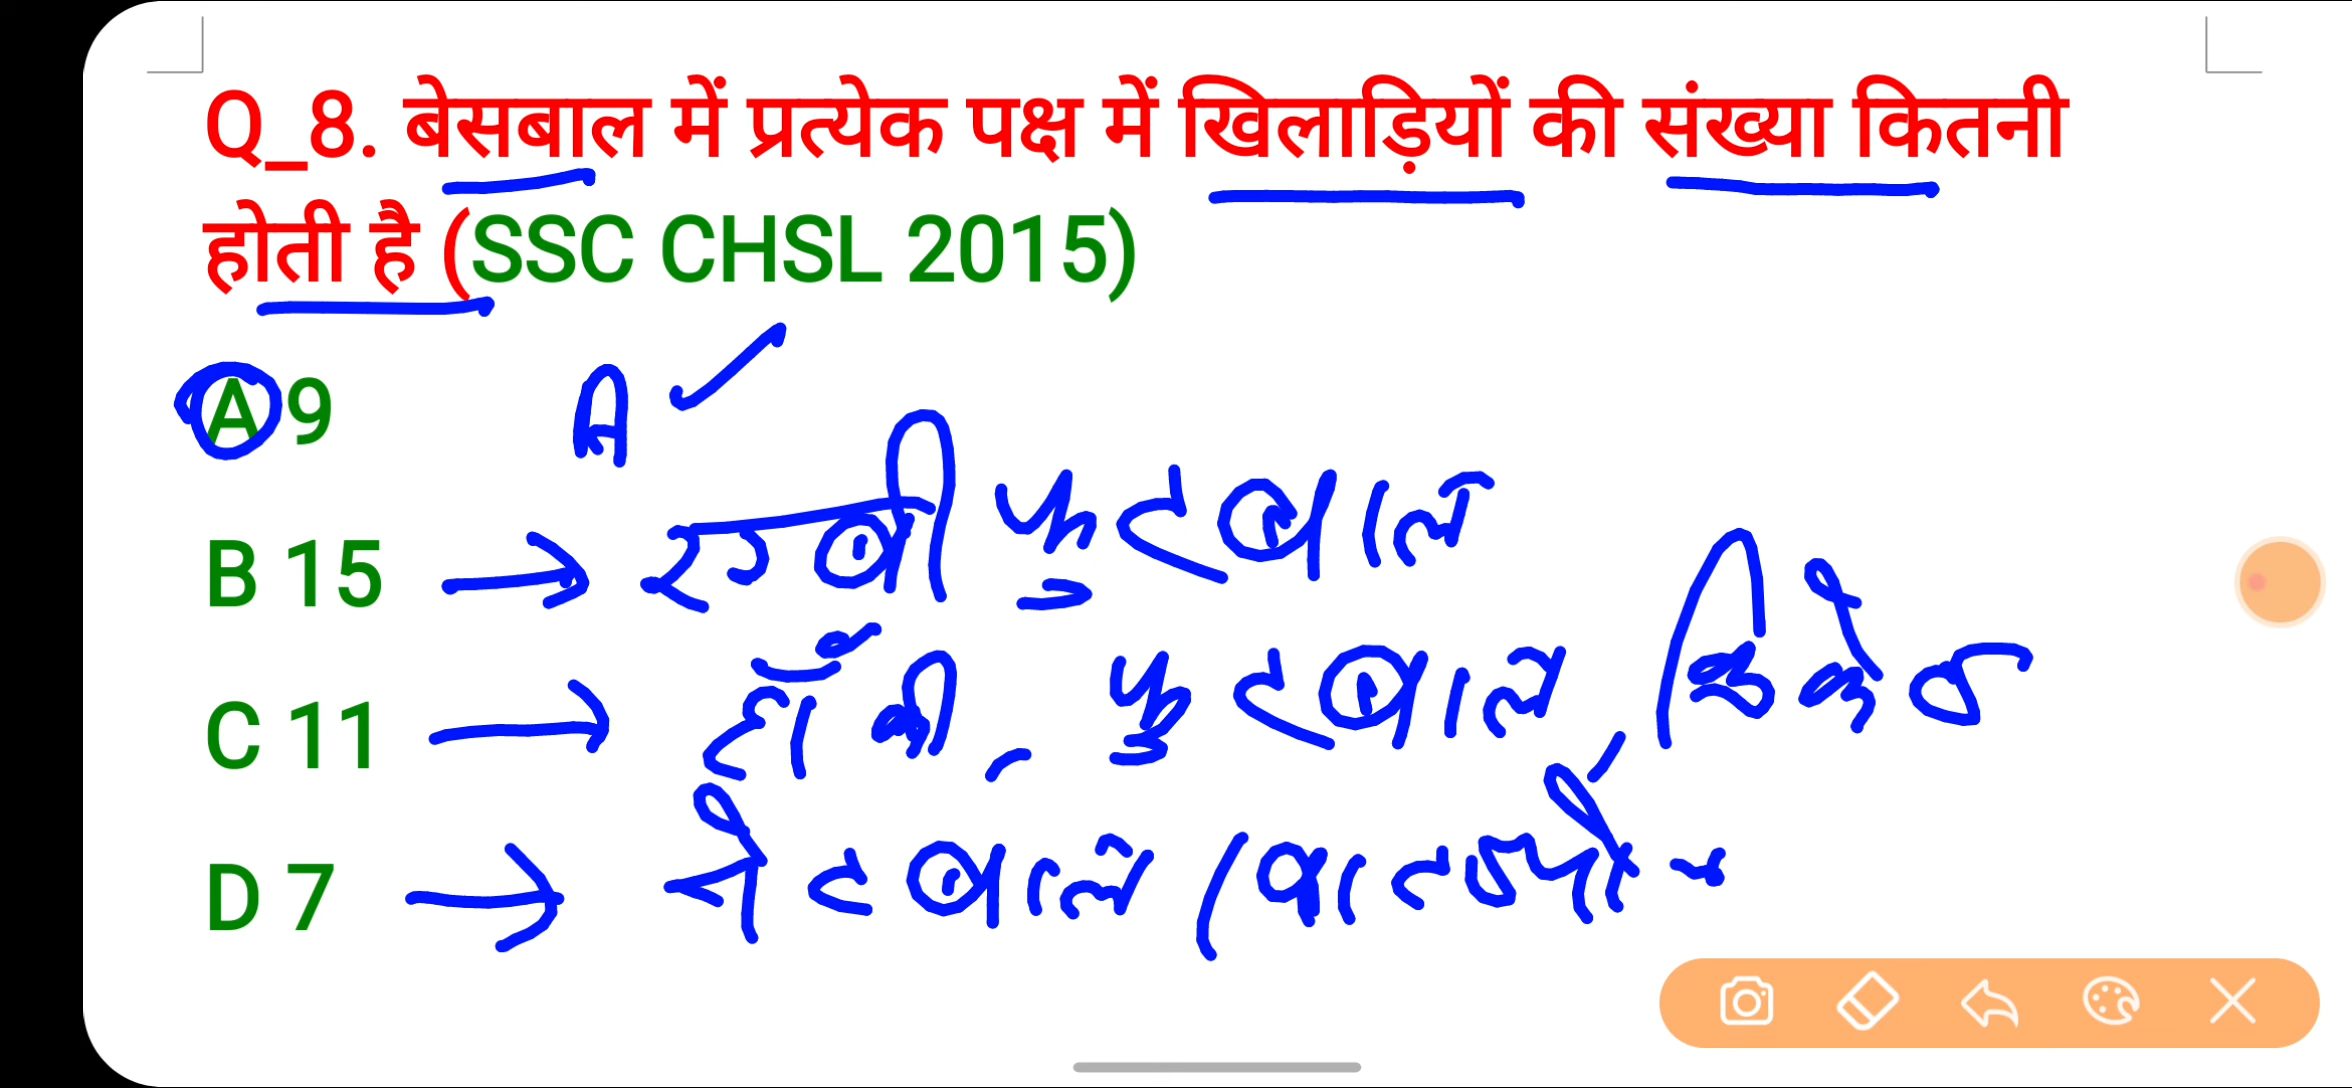 Q_8. बेसबाल में प्रत्येक पक्ष में खिलाड़ियों की संख्या कितनी
होती है (SSC CHSL 2015)
A 9 A
B 15 रग्बी फुटबाल
C 11 हॉकी, फुटबाल, क्रिकेट
D 7 नेटबाल, वाटरपोलो